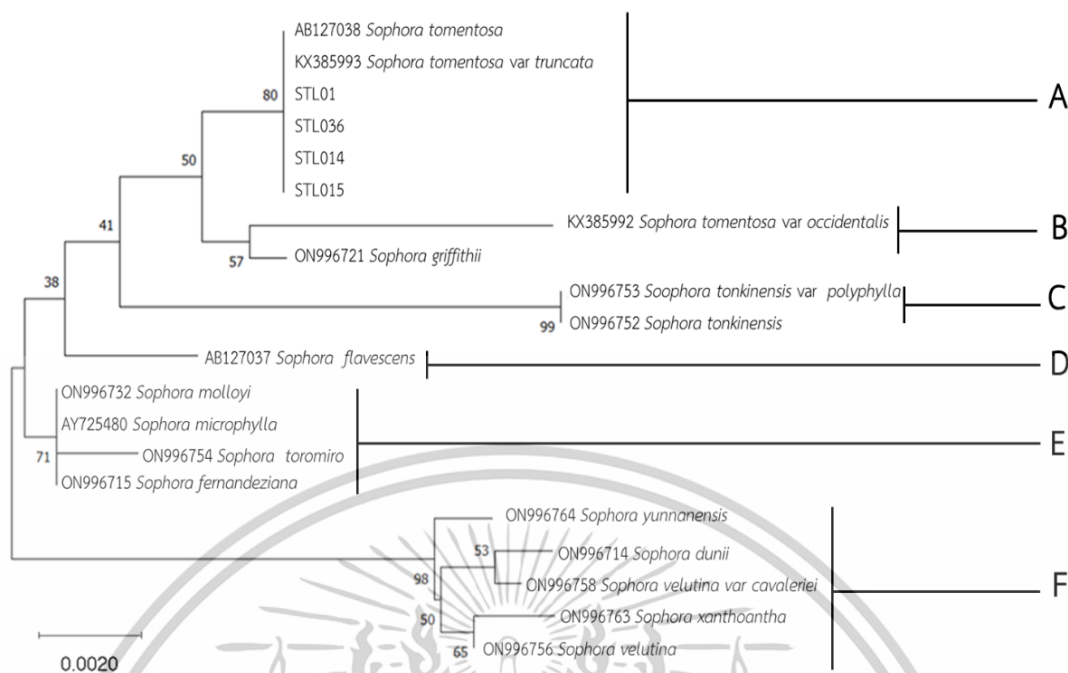 AB127038 Sophora tomentosa
KX385993 Sophora tomentosa var truncata
80
STL01
A
STL036
STL014
50
STL015
KX385992 Sophora tomentosa var occidentalis
B
41
57
ON996721 Sophora griffithii
38
ON996753 Soophora tonkinensis var polyphylla
C
99
ON996752 Sophora tonkinensis
AB127037 Sophora flavescens
D
ON996732 Sophora molloyi
AY725480 Sophora microphylla
E
71
ON996754 Sophora toromiro
ON996715 Sophora fernandeziana
ON996764 Sophora yunnanensis
53
ON996714 Sophora dunii
98
ON996758 Sophora velutina var cavaleriei
F
50
ON996763 Sophora xanthoantha
65
ON996756 Sophora velutina
0.0020